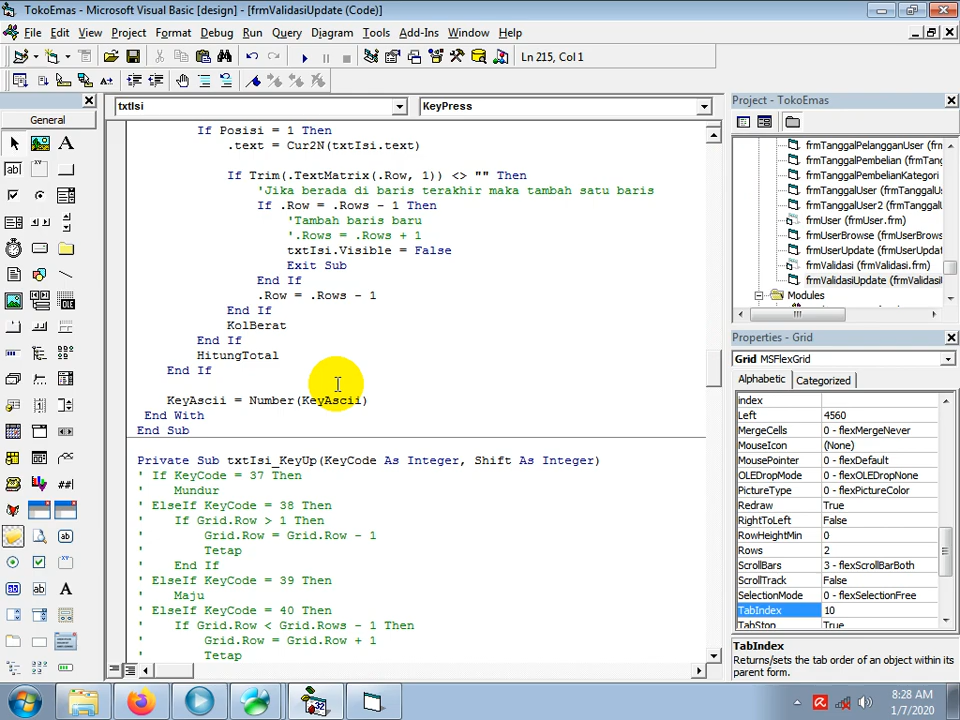 TokoEmas - Microsoft Visual Basic [design] - [frmValidasiUpdate (Code)]
File Edit View Project Format Debug Run Query Diagram Tools Add-Ins Window Help
Ln 215, Col 1
General
txtIsi
KeyPress
If Posisi = 1 Then
.text = Cur2N(txtIsi.text)
If Trim(.TextMatrix(.Row, 1)) <> "" Then
'Jika berada di baris terakhir maka tambah satu baris
If .Row = .Rows - 1 Then
'Tambah baris baru
'.Rows = .Rows + 1
txtIsi.Visible = False
Exit Sub
End If
.Row = .Rows - 1
End If
KolBerat
End If
HitungTotal
End If
KeyAscii = Number(KeyAscii)
End With
End Sub
Private Sub txtIsi_KeyUp(KeyCode As Integer, Shift As Integer)
' If KeyCode = 37 Then
' Mundur
' ElseIf KeyCode = 38 Then
' If Grid.Row > 1 Then
' Grid.Row = Grid.Row - 1
' Tetap
' End If
' ElseIf KeyCode = 39 Then
' Maju
' ElseIf KeyCode = 40 Then
' If Grid.Row < Grid.Rows - 1 Then
' Grid.Row = Grid.Row + 1
' Tetap
Project - TokoEmas
frmTanggalPelangganUser (frm
frmTanggalPembelian (frmTang
frmTanggalPembelianKategori
frmTanggalUser (frmTanggalUs
frmTanggalUser2 (frmTanggalU
frmUser (frmUser.frm)
frmUserBrowse (frmUserBrows
frmUserUpdate (frmUserUpdat
frmValidasi (frmValidasi.frm)
frmValidasiUpdate (frmValidasiU
Modules
Properties - Grid
Grid MSFlexGrid
Alphabetic Categorized
index
Left 4560
MergeCells 0 - flexMergeNever
MouseIcon (None)
MousePointer 0 - flexDefault
OLEDropMode 0 - flexOLEDropNone
PictureType 0 - flexPictureColor
Redraw True
RightToLeft False
RowHeightMin 0
Rows 2
ScrollBars 3 - flexScrollBarBoth
ScrollTrack False
SelectionMode 0 - flexSelectionFree
TabIndex 10
TabStop True
TabIndex
Returns/sets the tab order of an object within its
parent form.
8:28 AM
1/7/2020